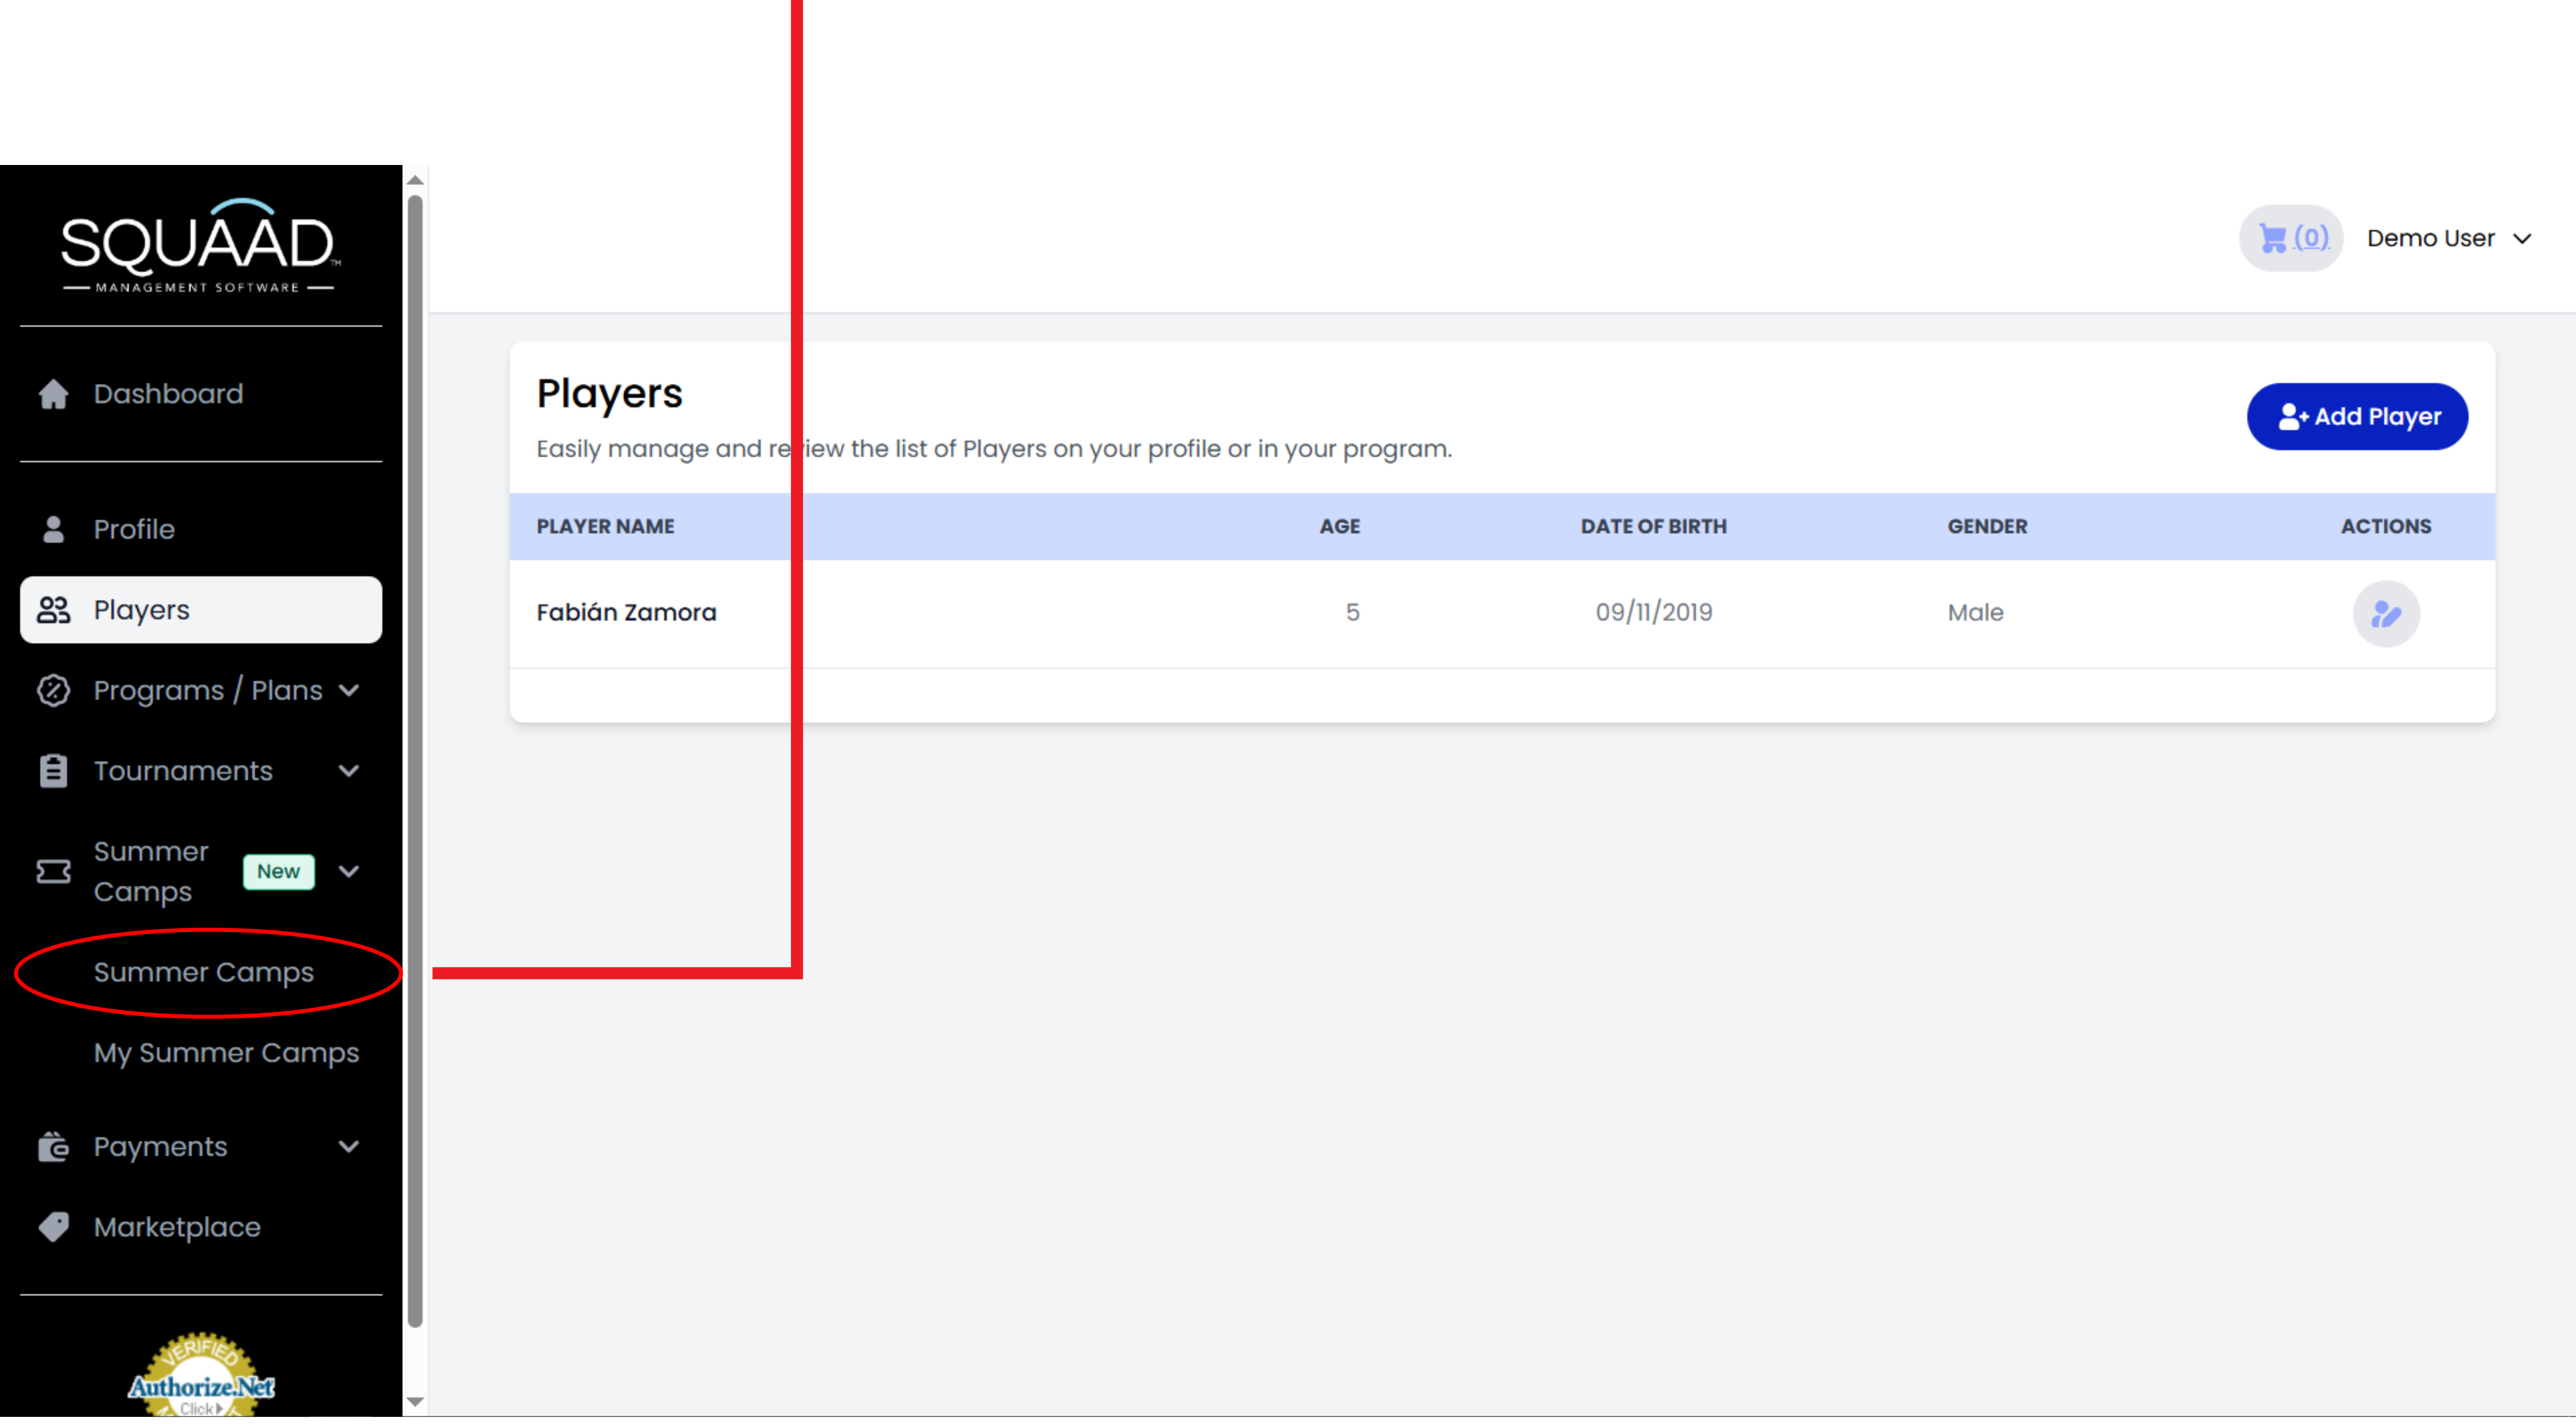 SQUAAD™
MANAGEMENT SOFTWARE
Dashboard
Profile
Players
Programs / Plans
Tournaments
Summer
Camps
New
Summer Camps
My Summer Camps
Payments
Marketplace
VERIFIED
Authorize.Net
Click
(0)
Demo User
Players
Add Player
Easily manage and review the list of Players on your profile or in your program.
PLAYER NAME AGE DATE OF BIRTH GENDER ACTIONS
Fabián Zamora 5 09/11/2019 Male